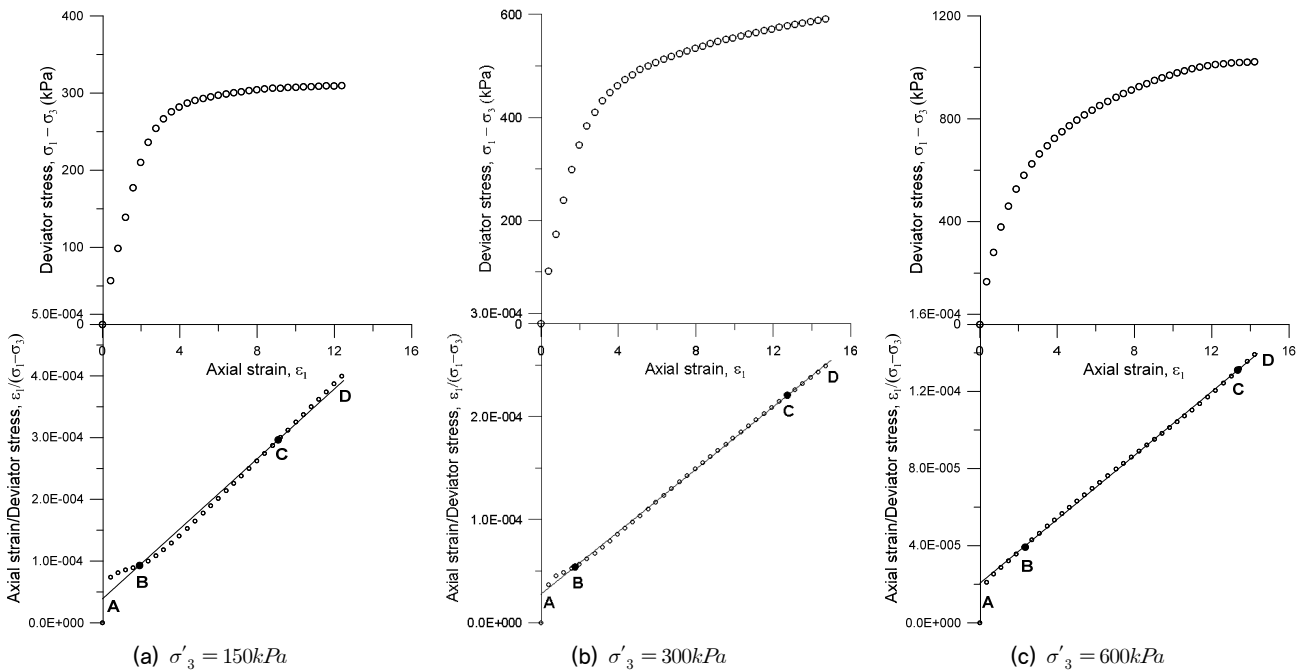 400
300
200
100
0
Deviator stress, σ₁ − σ₃ (kPa)
0 4 8 12 16
Axial strain, ε₁
5.0E-004
4.0E-004
3.0E-004
2.0E-004
1.0E-004
0.0E+000
Axial strain/Deviator stress, ε₁/(σ₁−σ₃)
A
B
C
D
(a) σ'₃ = 150kPa
600
400
200
0
Deviator stress, σ₁ − σ₃ (kPa)
0 4 8 12 16
Axial strain, ε₁
3.0E-004
2.0E-004
1.0E-004
0.0E+000
Axial strain/Deviator stress, ε₁/(σ₁−σ₃)
A
B
C
D
(b) σ'₃ = 300kPa
1200
800
400
0
Deviator stress, σ₁ − σ₃ (kPa)
0 4 8 12 16
Axial strain, ε₁
1.6E-004
1.2E-004
8.0E-005
4.0E-005
0.0E+000
Axial strain/Deviator stress, ε₁/(σ₁−σ₃)
A
B
C
D
(c) σ'₃ = 600kPa